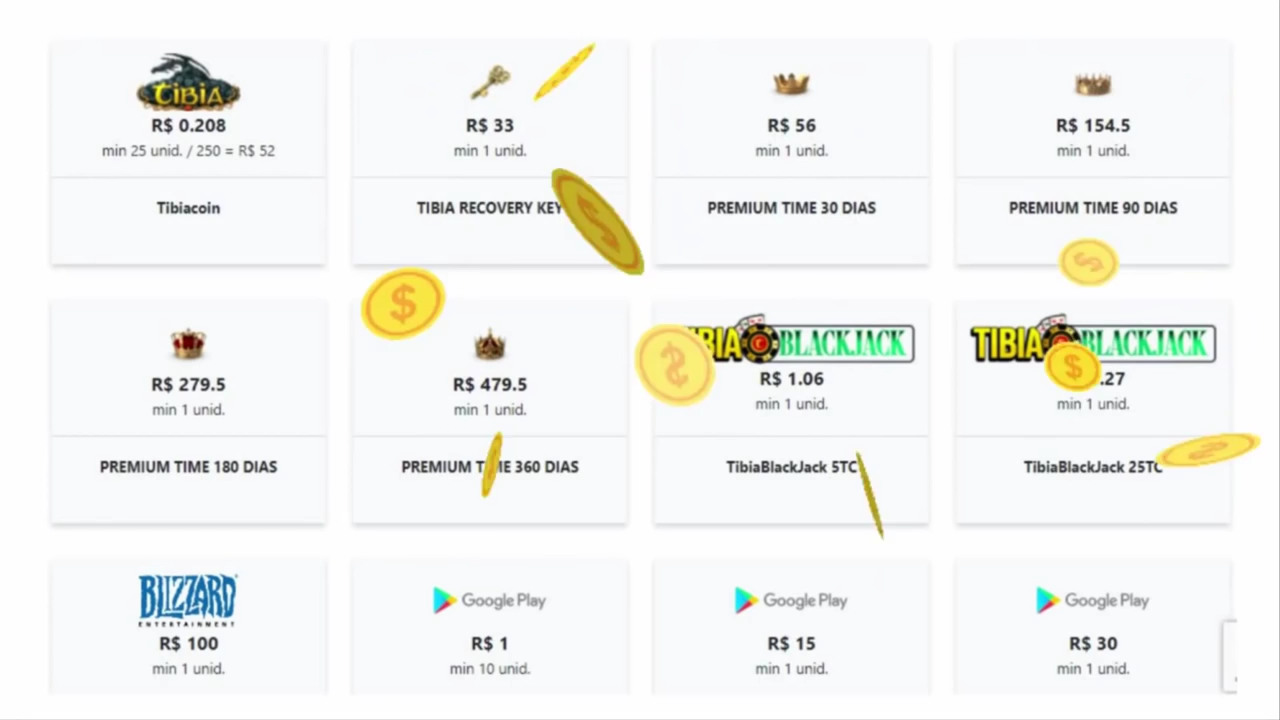 TIBIA
R$ 0.208
min 25 unid. / 250 = R$ 52
Tibiacoin
R$ 33
min 1 unid.
TIBIA RECOVERY KEY
R$ 56
min 1 unid.
PREMIUM TIME 30 DIAS
R$ 154.5
min 1 unid.
PREMIUM TIME 90 DIAS
R$ 279.5
min 1 unid.
PREMIUM TIME 180 DIAS
R$ 479.5
min 1 unid.
PREMIUM TIME 360 DIAS
BLACKJACK
R$ 1.06
min 1 unid.
TibiaBlackJack 5TC
TIBIA BLACKJACK
.27
min 1 unid.
TibiaBlackJack 25TC
BLIZZARD
ENTERTAINMENT
R$ 100
min 1 unid.
Google Play
R$ 1
min 10 unid.
Google Play
R$ 15
min 1 unid.
Google Play
R$ 30
min 1 unid.